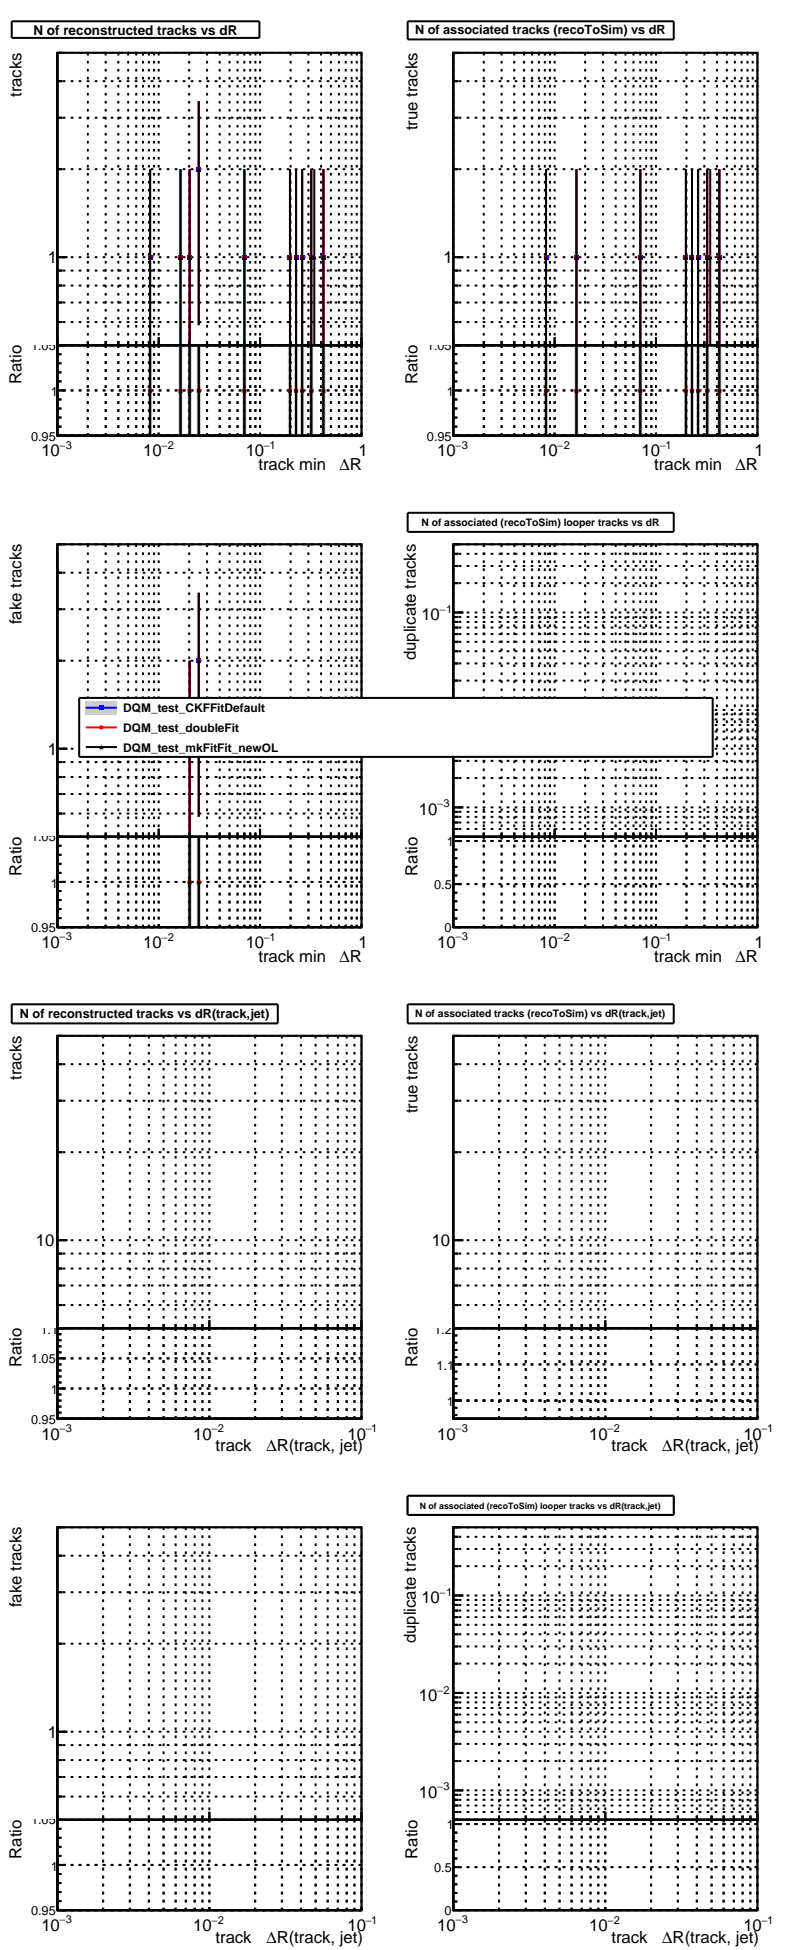 N of reconstructed tracks vs dR
tracks
1
1.05
Ratio
1
0.95
10−3
10−2
10−1
1
track min ΔR
N of associated tracks (recoToSim) vs dR
true tracks
1
1.05
Ratio
1
0.95
10−3
10−2
10−1
1
track min ΔR
fake tracks
1
1.05
Ratio
1
0.95
10−3
10−2
10−1
1
track min ΔR
N of associated (recoToSim) looper tracks vs dR
duplicate tracks
10−1
10−3
Ratio
1
0.5
0
10−3
10−2
10−1
1
track min ΔR
DQM_test_CKFFitDefault
DQM_test_doubleFit
DQM_test_mkFitFit_newOL
N of reconstructed tracks vs dR(track,jet)
tracks
10
1.1
Ratio
1.05
1
0.95
10−3
10−2
10−1
track ΔR(track, jet)
N of associated tracks (recoToSim) vs dR(track,jet)
true tracks
10
1.2
Ratio
1.1
1
10−3
10−2
10−1
track ΔR(track, jet)
fake tracks
1
1.05
Ratio
1
0.95
10−3
10−2
10−1
track ΔR(track, jet)
N of associated (recoToSim) looper tracks vs dR(track,jet)
duplicate tracks
10−1
10−2
10−3
Ratio
1
0.5
0
10−3
10−2
10−1
track ΔR(track, jet)